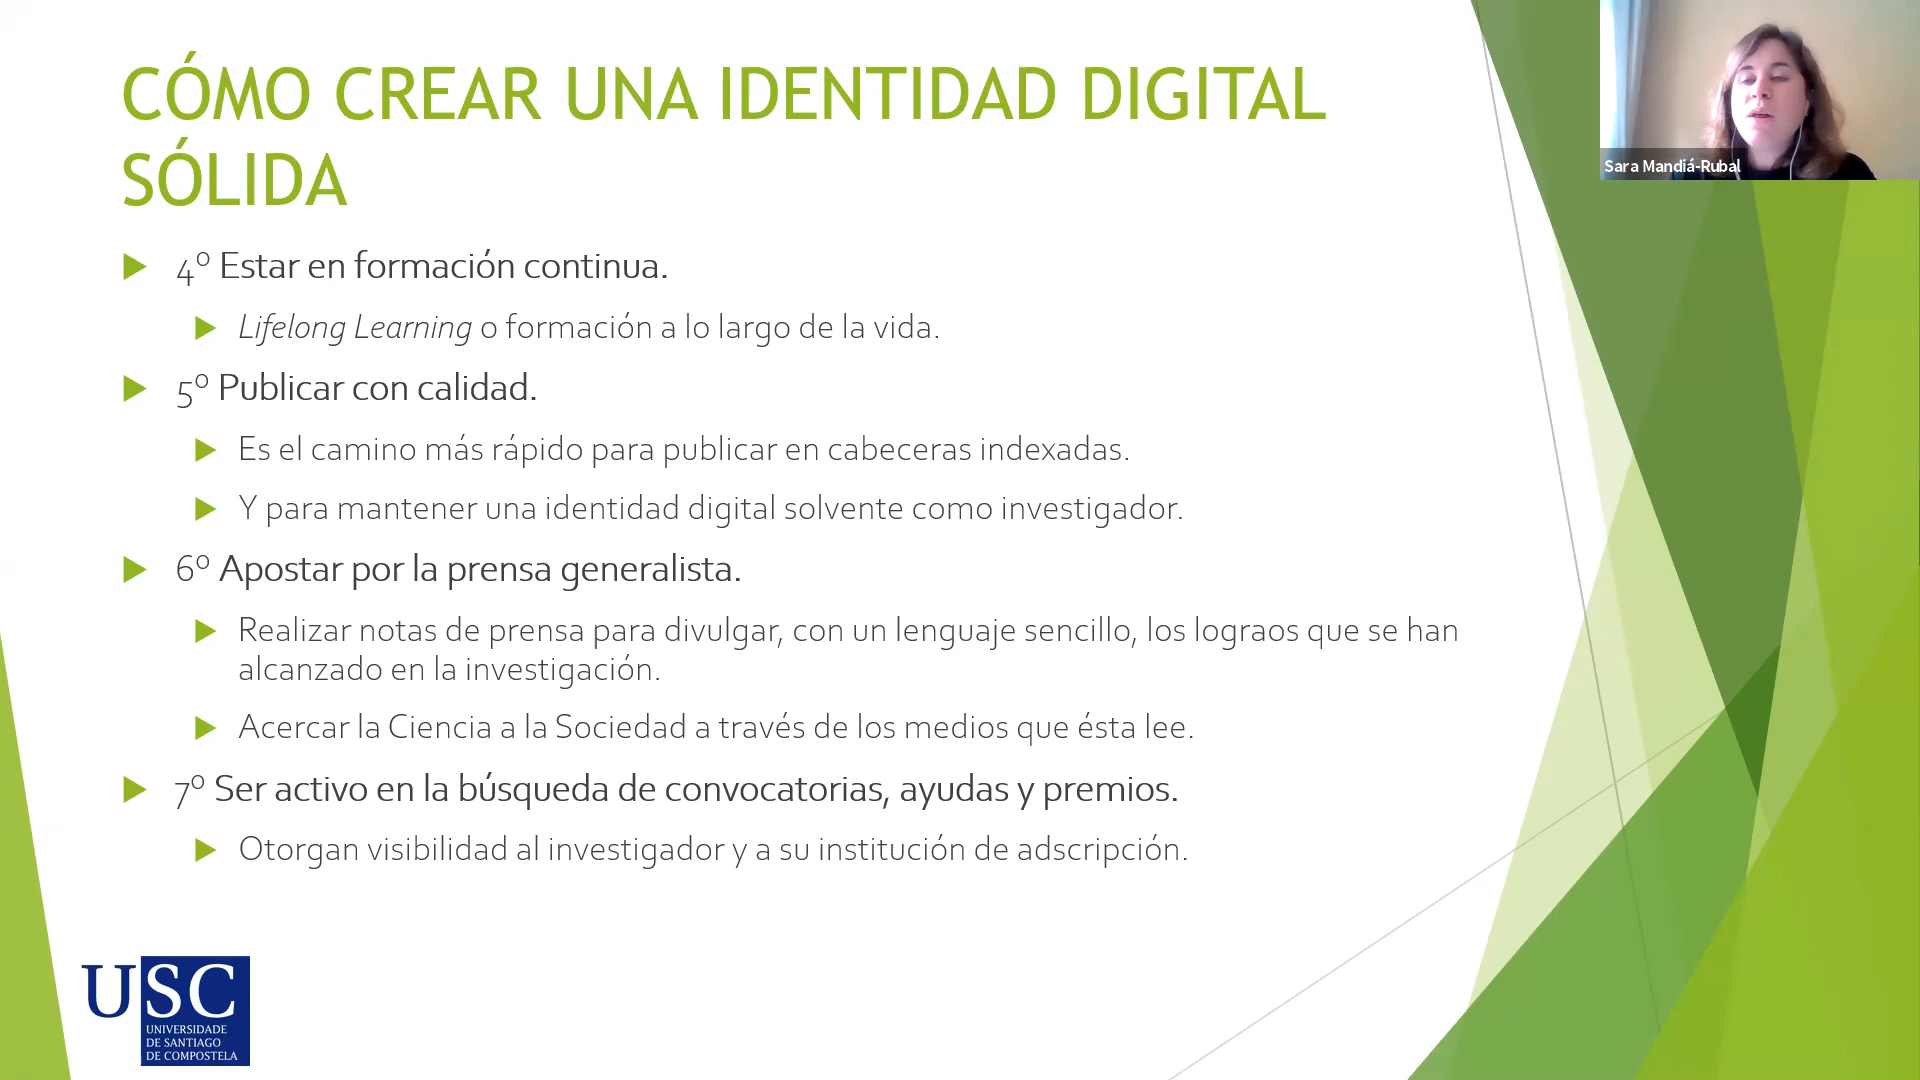 CÓMO CREAR UNA IDENTIDAD DIGITAL
SÓLIDA
Sara Mandiá-Rubal
4º Estar en formación continua.
Lifelong Learning o formación a lo largo de la vida.
5º Publicar con calidad.
Es el camino más rápido para publicar en cabeceras indexadas.
Y para mantener una identidad digital solvente como investigador.
6º Apostar por la prensa generalista.
Realizar notas de prensa para divulgar, con un lenguaje sencillo, los lograos que se han
alcanzado en la investigación.
Acercar la Ciencia a la Sociedad a través de los medios que ésta lee.
7º Ser activo en la búsqueda de convocatorias, ayudas y premios.
Otorgan visibilidad al investigador y a su institución de adscripción.
USC
UNIVERSIDADE
DE SANTIAGO
DE COMPOSTELA